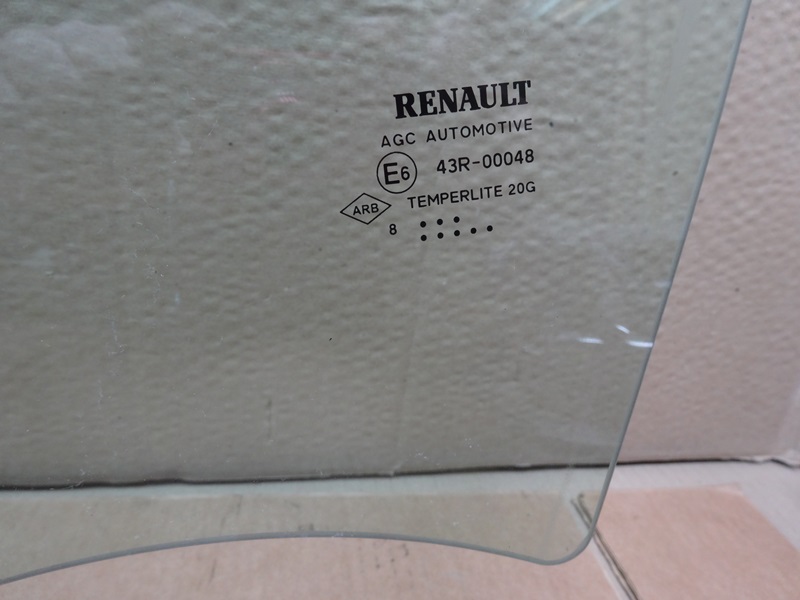 RENAULT
AGC AUTOMOTIVE
E6 43R-00048
ARB TEMPERLITE 20G
8